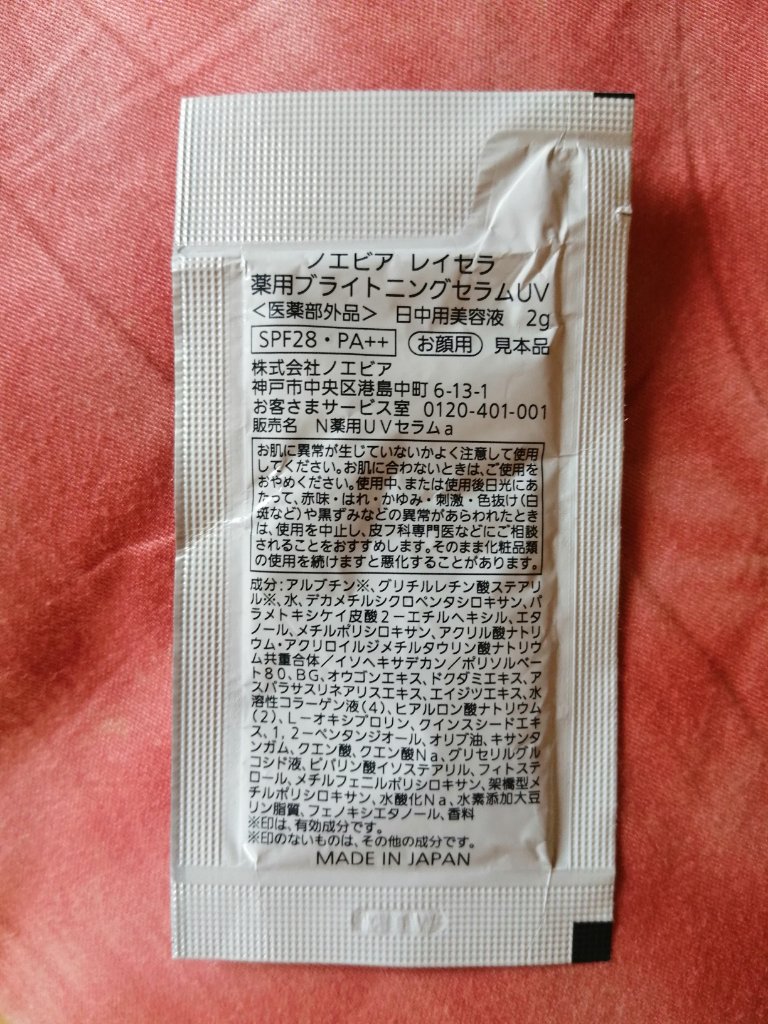 ノエビア レイセラ
薬用ブライトニングセラムUV
<医薬部外品> 日中用美容液 2g
SPF28・PA++ お顔用 見本品
株式会社ノエビア
神戸市中央区港島中町 6-13-1
お客さまサービス室 0120-401-001
販売名 N薬用UVセラムa
お肌に異常が生じていないかよく注意して使用
してください。お肌に合わないときは、ご使用を
おやめください。使用中、または使用後日光にあ
たって、赤味・はれ・かゆみ・刺激・色抜け(白
斑など)や黒ずみなどの異常があらわれたとき
は、使用を中止し、皮フ科専門医などにご相談
されることをおすすめします。そのまま化粧品類
の使用を続けますと悪化することがあります。
成分:アルブチン※、グリチルレチン酸ステアリ
ル※、水、デカメチルシクロペンタシロキサン、パ
ラメトキシケイ皮酸2-エチルヘキシル、エタ
ノール、メチルポリシロキサン、アクリル酸ナトリ
ウム・アクリロイルジメチルタウリン酸ナトリウ
ム共重合体/イソヘキサデカン/ポリソルベー
ト80、BG、オウゴンエキス、ドクダミエキス、ア
スパラサスリネアリスエキス、エイジツエキス、水
溶性コラーゲン液(4)、ヒアルロン酸ナトリウム
(2)、L-オキシプロリン、クインスシードエキ
ス、1,2-ペンタンジオール、オリブ油、キサンタ
ンガム、クエン酸、クエン酸Na、グリセリルグル
コシド液、ピバリン酸イソステアリル、フィトステ
ロール、メチルフェニルポリシロキサン、架橋型メ
チルポリシロキサン、水酸化Na、水素添加大豆
リン脂質、フェノキシエタノール、香料
※印は、有効成分です。
※印のないものは、その他の成分です。
MADE IN JAPAN